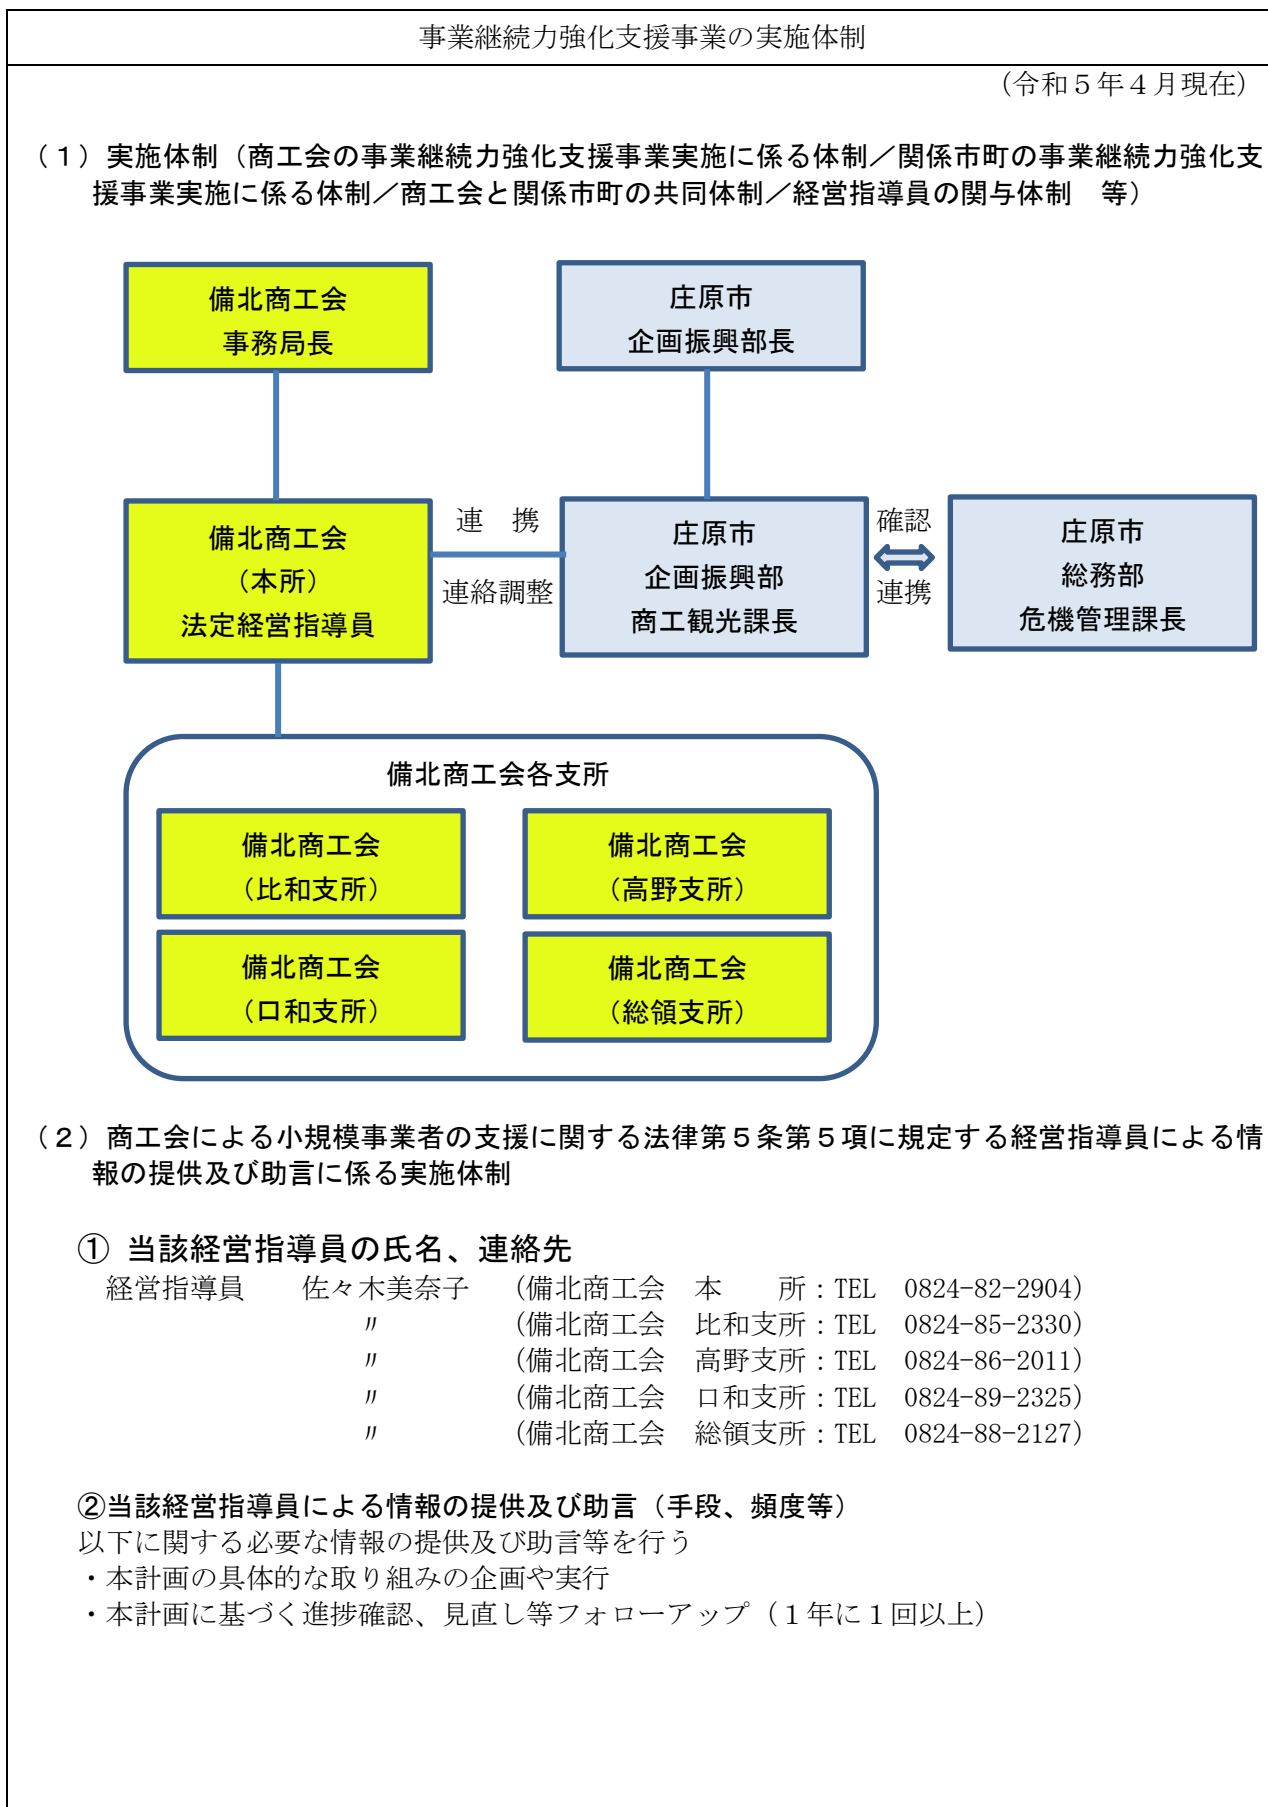 事業継続力強化支援事業の実施体制
（令和５年４月現在）
（１）実施体制（商工会の事業継続力強化支援事業実施に係る体制／関係市町の事業継続力強化支
援事業実施に係る体制／商工会と関係市町の共同体制／経営指導員の関与体制　等）
備北商工会
事務局長
庄原市
企画振興部長
備北商工会
（本所）
法定経営指導員
連　携
連絡調整
庄原市
企画振興部
商工観光課長
確認
連携
庄原市
総務部
危機管理課長
備北商工会各支所
備北商工会
（比和支所）
備北商工会
（高野支所）
備北商工会
（口和支所）
備北商工会
（総領支所）
（２）商工会による小規模事業者の支援に関する法律第５条第５項に規定する経営指導員による情
報の提供及び助言に係る実施体制
① 当該経営指導員の氏名、連絡先
経営指導員　　佐々木美奈子　（備北商工会　本　　所：TEL　0824-82-2904）
〃　（備北商工会　比和支所：TEL　0824-85-2330）
〃　（備北商工会　高野支所：TEL　0824-86-2011）
〃　（備北商工会　口和支所：TEL　0824-89-2325）
〃　（備北商工会　総領支所：TEL　0824-88-2127）
②当該経営指導員による情報の提供及び助言（手段、頻度等）
以下に関する必要な情報の提供及び助言等を行う
・本計画の具体的な取り組みの企画や実行
・本計画に基づく進捗確認、見直し等フォローアップ（１年に１回以上）